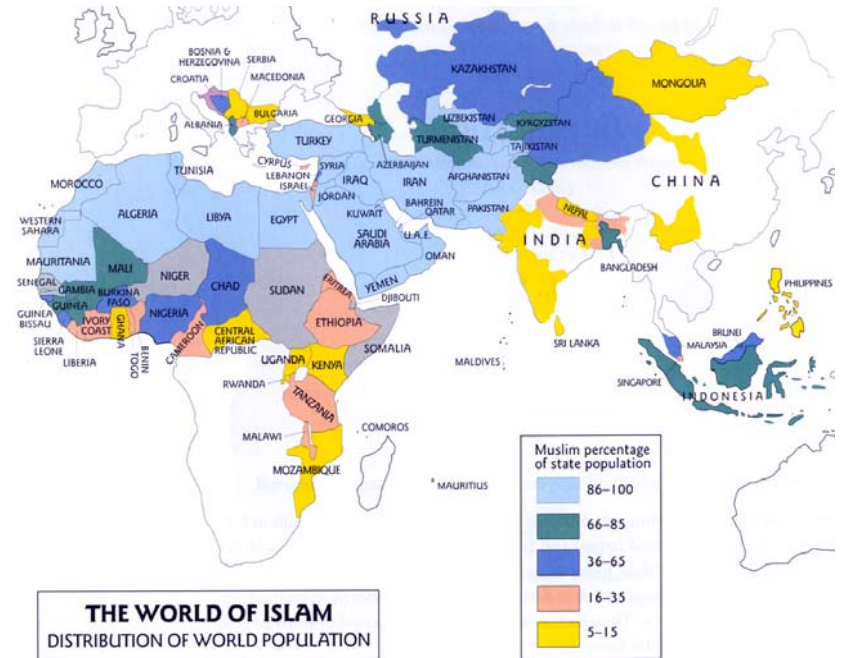 RUSSIA
BOSNIA &
HERZEGOVINA
SERBIA
CROATIA
MACEDONIA
BULGARIA
ALBANIA
GEORGIA
KAZAKHSTAN
MONGOLIA
UZBEKISTAN
KYRGYZSTAN
TURKEY
TURMENISTAN
TAJIKISTAN
CYRPUS
SYRIA
AZERBAIJAN
LEBANON
ISRAEL
IRAQ
IRAN
AFGHANISTAN
CHINA
TUNISIA
MOROCCO
JORDAN
KUWAIT
BAHREIN
QATAR
PAKISTAN
NEPAL
WESTERN
SAHARA
ALGERIA
LIBYA
EGYPT
SAUDI
ARABIA
U.A.E.
OMAN
INDIA
BANGLADESH
MAURITANIA
MALI
NIGER
CHAD
SUDAN
ERITREA
YEMEN
DJIBOUTI
PHILIPPINES
SENEGAL
GAMBIA
GUINEA
BURKINA
FASO
NIGERIA
GUINEA
BISSAU
SIERRA
LEONE
LIBERIA
IVORY
COAST
GHANA
TOGO
BENIN
CAMEROON
CENTRAL
AFRICAN
REPUBLIC
ETHIOPIA
SOMALIA
UGANDA
KENYA
RWANDA
TANZANIA
MALDIVES
SRI LANKA
BRUNEI
MALAYSIA
SINGAPORE
INDONESIA
MALAWI
COMOROS
MOZAMBIQUE
MAURITIUS
Muslim percentage
of state population
86–100
66–85
36–65
16–35
5–15
THE WORLD OF ISLAM
DISTRIBUTION OF WORLD POPULATION